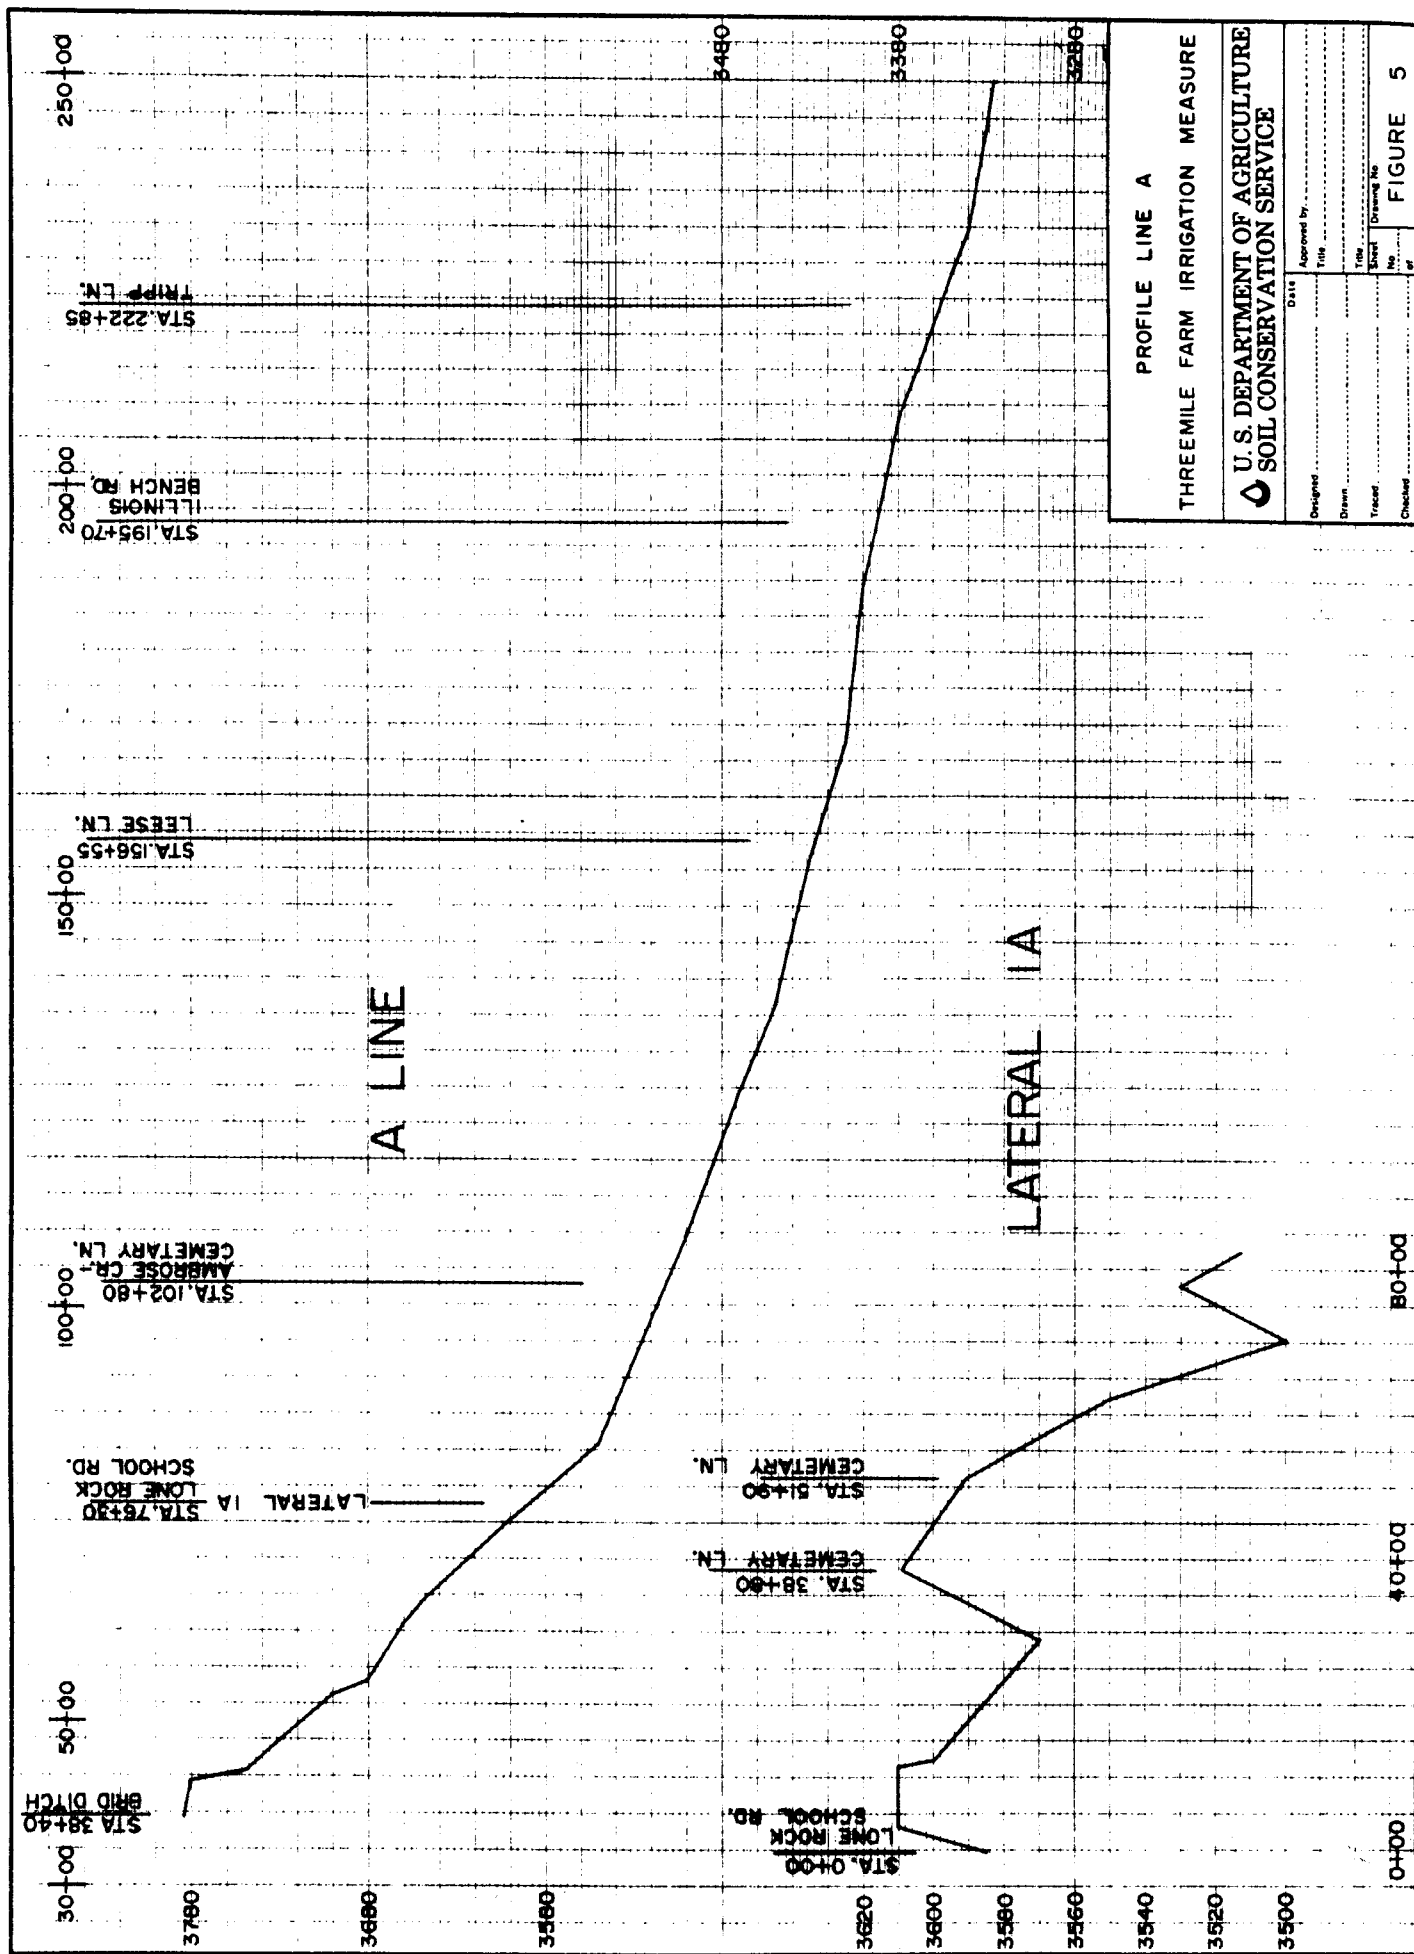 30+00
50+00
100+00
150+00
200+00
250+00
STA 38+40
BRID DITCH
STA. 76+30
LONE ROCK
SCHOOL RD.
LATERAL 1A
STA. 102+80
AMBROSE CR.-
CEMETARY LN.
STA. 156+55
LEESE LN.
STA. 195+70
ILLINOIS
BENCH RD.
STA. 222+85
TRIPP LN.
3780
3680
3580
3480
3380
3280
A LINE
LATERAL 1A
STA. 0+00
LONE ROCK
SCHOOL RD.
STA. 38+80
CEMETARY LN.
STA. 51+90
CEMETARY LN.
3620
3600
3580
3560
3540
3520
3500
0+00
40+00
80+00
PROFILE LINE A
THREEMILE FARM IRRIGATION MEASURE
U. S. DEPARTMENT OF AGRICULTURE
SOIL CONSERVATION SERVICE
Date
Designed
Drawn
Traced
Checked
Approved by
Title
Title
Sheet
No
of
Drawing No
FIGURE 5